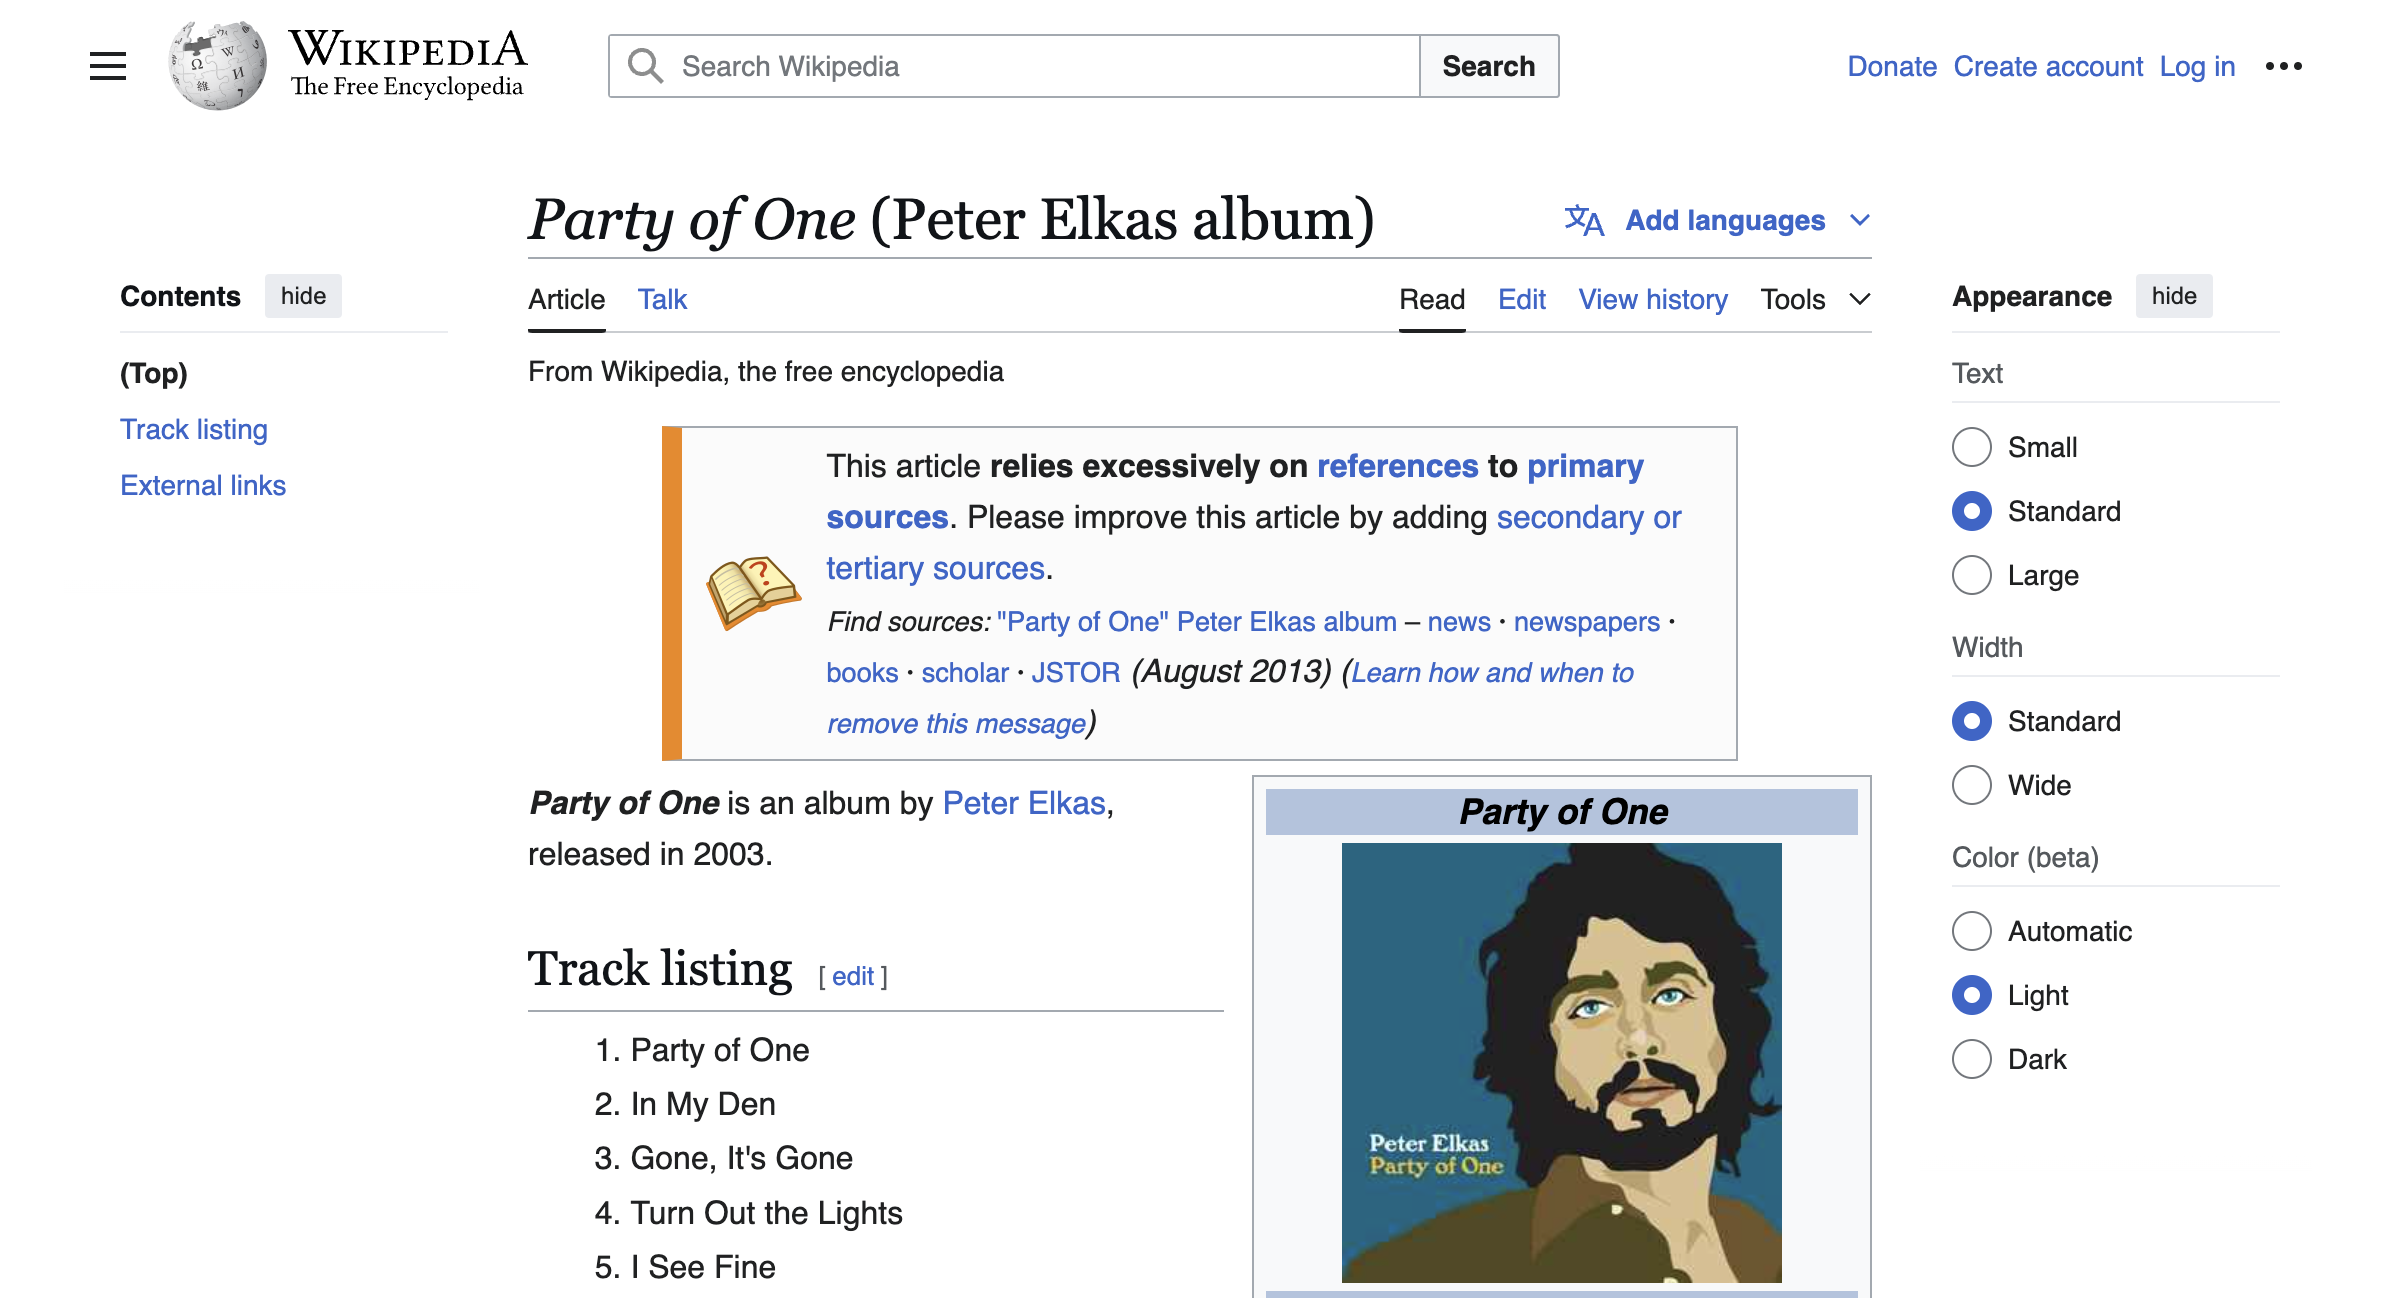 WIKIPEDIA
The Free Encyclopedia
Search Wikipedia
Search
Donate Create account Log in
Party of One (Peter Elkas album)
Add languages
Contents hide
(Top)
Track listing
External links
Article Talk
Read Edit View history Tools
From Wikipedia, the free encyclopedia
This article relies excessively on references to primary
sources. Please improve this article by adding secondary or
tertiary sources.
Find sources: "Party of One" Peter Elkas album – news · newspapers ·
books · scholar · JSTOR (August 2013) (Learn how and when to
remove this message)
Party of One is an album by Peter Elkas,
released in 2003.
Track listing [ edit ]
1. Party of One
2. In My Den
3. Gone, It's Gone
4. Turn Out the Lights
5. I See Fine
Party of One
Peter Elkas
Party of One
Appearance hide
Text
Small
Standard
Large
Width
Standard
Wide
Color (beta)
Automatic
Light
Dark